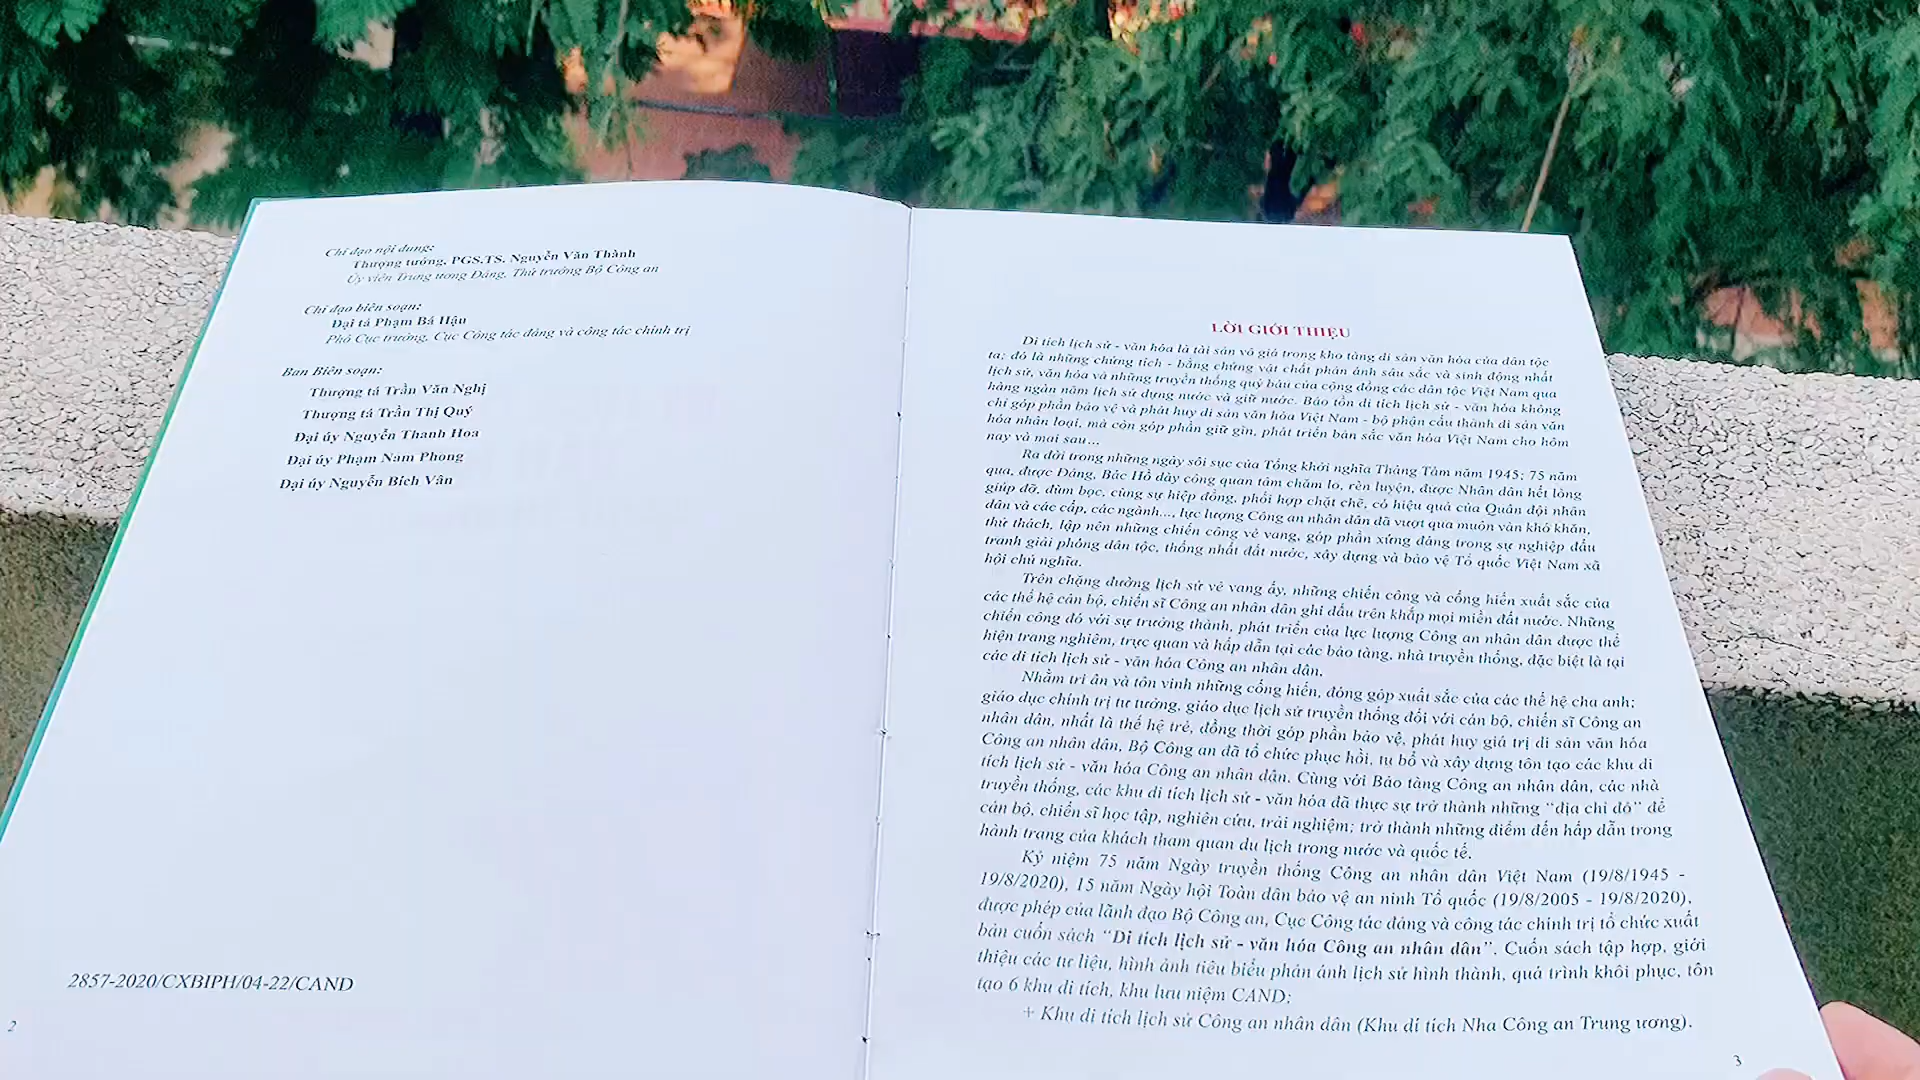 Chỉ đạo nội dung:
Thượng tướng, PGS.TS. Nguyễn Văn Thành
Ủy viên Trung ương Đảng, Thứ trưởng Bộ Công an
Chỉ đạo biên soạn:
Đại tá Phạm Bá Hậu
Phó Cục trưởng, Cục Công tác đảng và công tác chính trị
Ban Biên soạn:
Thượng tá Trần Văn Nghị
Thượng tá Trần Thị Quý
Đại úy Nguyễn Thanh Hoa
Đại úy Phạm Nam Phong
Đại úy Nguyễn Bích Vân
2857-2020/CXBIPH/04-22/CAND
2
LỜI GIỚI THIỆU
Di tích lịch sử - văn hóa là tài sản vô giá trong kho tàng di sản văn hóa của dân tộc
ta; đó là những chứng tích - bằng chứng vật chất phản ánh sâu sắc và sinh động nhất
lịch sử, văn hóa và những truyền thống quý báu của cộng đồng các dân tộc Việt Nam qua
hàng ngàn năm lịch sử dựng nước và giữ nước. Bảo tồn di tích lịch sử - văn hóa không
chỉ góp phần bảo vệ và phát huy di sản văn hóa Việt Nam - bộ phận cấu thành di sản văn
hóa nhân loại, mà còn góp phần giữ gìn, phát triển bản sắc văn hóa Việt Nam cho hôm
nay và mai sau...
Ra đời trong những ngày sôi sục của Tổng khởi nghĩa Tháng Tám năm 1945; 75 năm
qua, được Đảng, Bác Hồ dày công quan tâm chăm lo, rèn luyện, được Nhân dân hết lòng
giúp đỡ, đùm bọc, cùng sự hiệp đồng, phối hợp chặt chẽ, có hiệu quả của Quân đội nhân
dân và các cấp, các ngành..., lực lượng Công an nhân dân đã vượt qua muôn vàn khó khăn,
thử thách, lập nên những chiến công vẻ vang, góp phần xứng đáng trong sự nghiệp đấu
tranh giải phóng dân tộc, thống nhất đất nước, xây dựng và bảo vệ Tổ quốc Việt Nam xã
hội chủ nghĩa.
Trên chặng đường lịch sử vẻ vang ấy, những chiến công và cống hiến xuất sắc của
các thế hệ cán bộ, chiến sĩ Công an nhân dân ghi dấu trên khắp mọi miền đất nước. Những
chiến công đó với sự trưởng thành, phát triển của lực lượng Công an nhân dân được thể
hiện trang nghiêm, trực quan và hấp dẫn tại các bảo tàng, nhà truyền thống, đặc biệt là tại
các di tích lịch sử - văn hóa Công an nhân dân.
Nhằm tri ân và tôn vinh những cống hiến, đóng góp xuất sắc của các thế hệ cha anh;
giáo dục chính trị tư tưởng, giáo dục lịch sử truyền thống đối với cán bộ, chiến sĩ Công an
nhân dân, nhất là thế hệ trẻ, đồng thời góp phần bảo vệ, phát huy giá trị di sản văn hóa
Công an nhân dân, Bộ Công an đã tổ chức phục hồi, tu bổ và xây dựng tôn tạo các khu di
tích lịch sử - văn hóa Công an nhân dân. Cùng với Bảo tàng Công an nhân dân, các nhà
truyền thống, các khu di tích lịch sử - văn hóa đã thực sự trở thành những "địa chỉ đỏ" để
cán bộ, chiến sĩ học tập, nghiên cứu, trải nghiệm; trở thành những điểm đến hấp dẫn trong
hành trang của khách tham quan du lịch trong nước và quốc tế.
Kỷ niệm 75 năm Ngày truyền thống Công an nhân dân Việt Nam (19/8/1945 -
19/8/2020), 15 năm Ngày hội Toàn dân bảo vệ an ninh Tổ quốc (19/8/2005 - 19/8/2020),
được phép của lãnh đạo Bộ Công an, Cục Công tác đảng và công tác chính trị tổ chức xuất
bản cuốn sách "Di tích lịch sử - văn hóa Công an nhân dân". Cuốn sách tập hợp, giới
thiệu các tư liệu, hình ảnh tiêu biểu phản ánh lịch sử hình thành, quá trình khôi phục, tôn
tạo 6 khu di tích, khu lưu niệm CAND:
+ Khu di tích lịch sử Công an nhân dân (Khu di tích Nha Công an Trung ương).
3